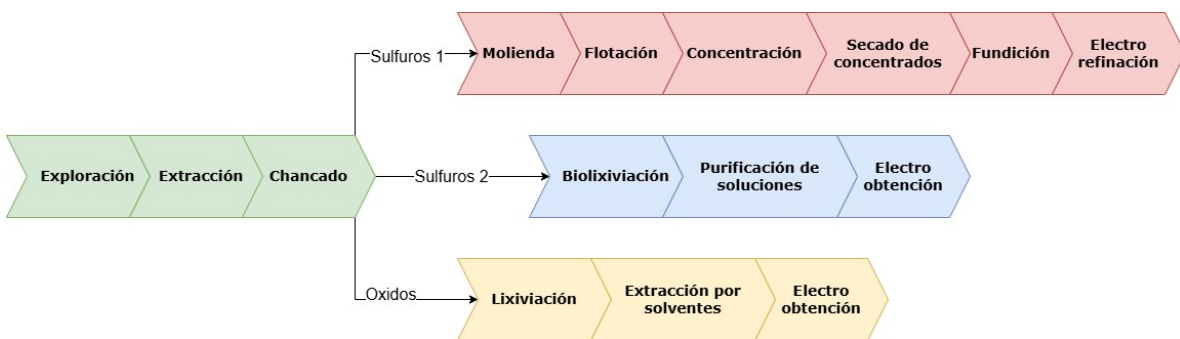 Sulfuros 1
Molienda
Flotación
Concentración
Secado de
concentrados
Fundición
Electro
refinación
Exploración
Extracción
Chancado
Sulfuros 2
Biolixiviación
Purificación de
soluciones
Electro
obtención
Oxidos
Lixiviación
Extracción por
solventes
Electro
obtención